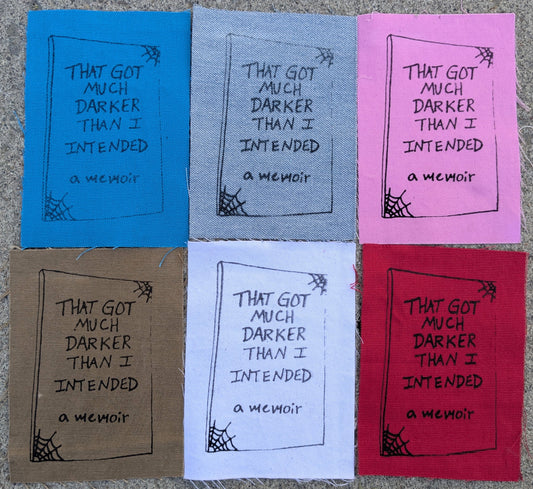 THAT GOT
MUCH
DARKER
THAN I
INTENDED
a memoir
THAT GOT
MUCH
DARKER
THAN I
INTENDED
a memoir
THAT GOT
MUCH
DARKER
THAN I
INTENDED
a memoir
THAT GOT
MUCH
DARKER
THAN I
INTENDED
a memoir
THAT GOT
MUCH
DARKER
THAN I
INTENDED
a memoir
THAT GOT
MUCH
DARKER
THAN I
INTENDED
a memoir